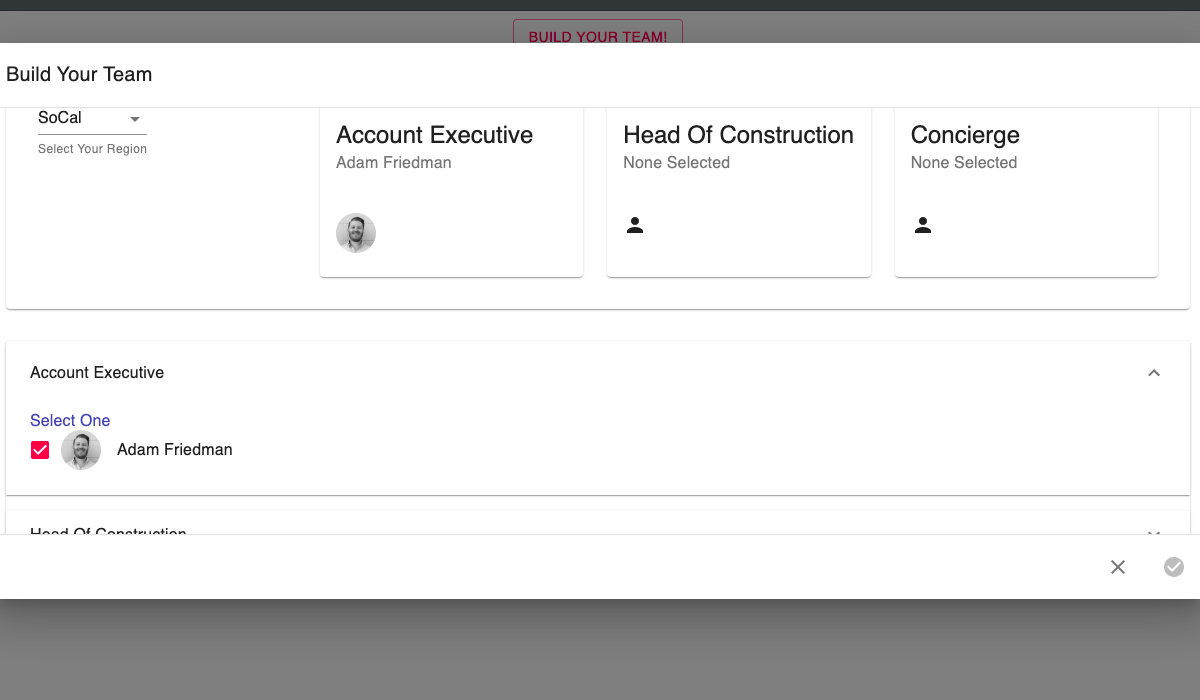 BUILD YOUR TEAM!
Build Your Team
SoCal
Select Your Region
Account Executive
Adam Friedman
Head Of Construction
None Selected
Concierge
None Selected
Account Executive
Select One
Adam Friedman
Head Of Construction